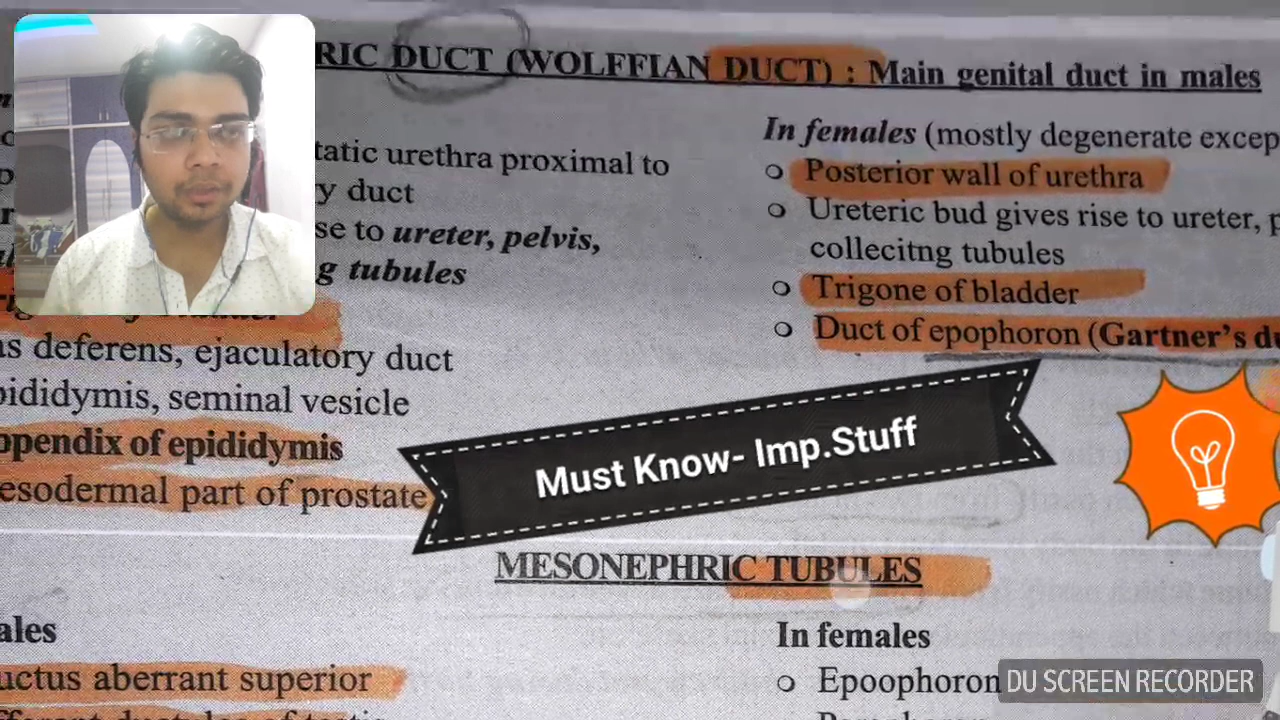 RIC DUCT (WOLFFIAN DUCT) : Main genital duct in males
tatic urethra proximal to
y duct
se to ureter, pelvis,
g tubules
as deferens, ejaculatory duct
pididymis, seminal vesicle
ppendix of epididymis
esodermal part of prostate
In females (mostly degenerate excep
Posterior wall of urethra
Ureteric bud gives rise to ureter, p
collecitng tubules
Trigone of bladder
Duct of epophoron (Gartner's du
Must Know- Imp.Stuff
MESONEPHRIC TUBULES
ales
uctus aberrant superior
In females
Epoophoron
DU SCREEN RECORDER